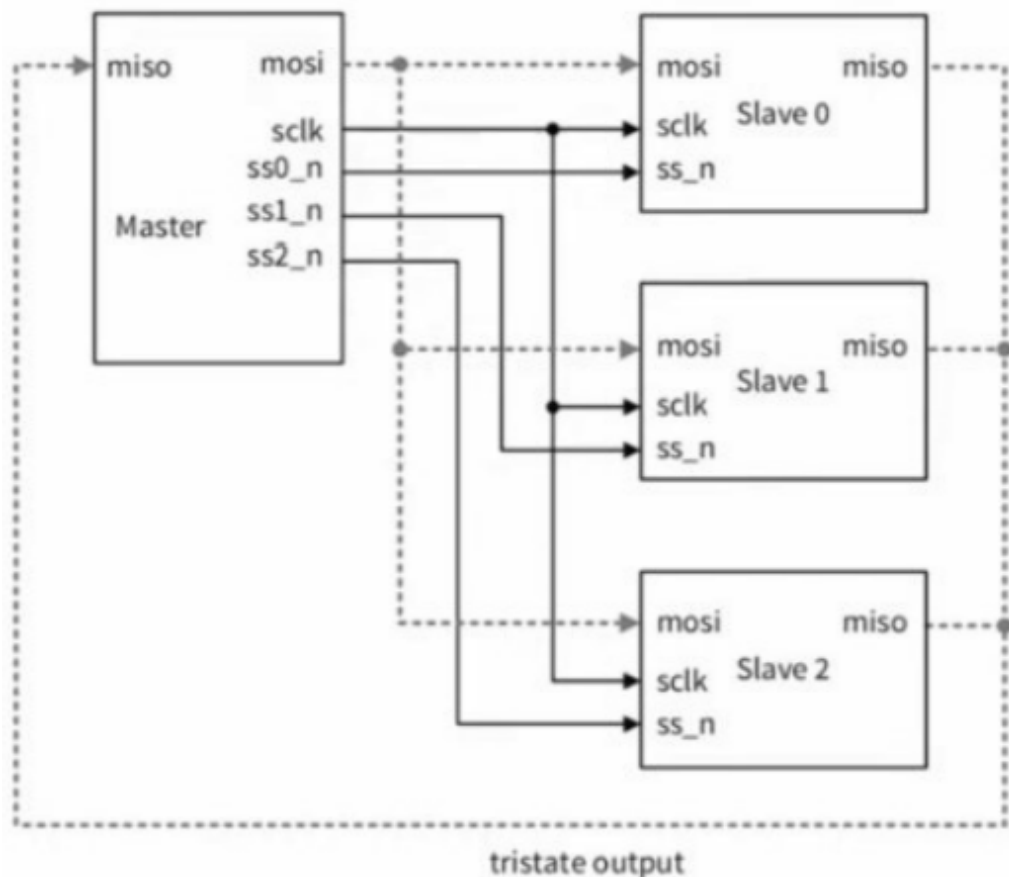 miso mosi
sclk
ss0_n
ss1_n
Master
ss2_n
mosi miso
Slave 0
sclk
ss_n
mosi miso
Slave 1
sclk
ss_n
mosi miso
Slave 2
sclk
ss_n
tristate output